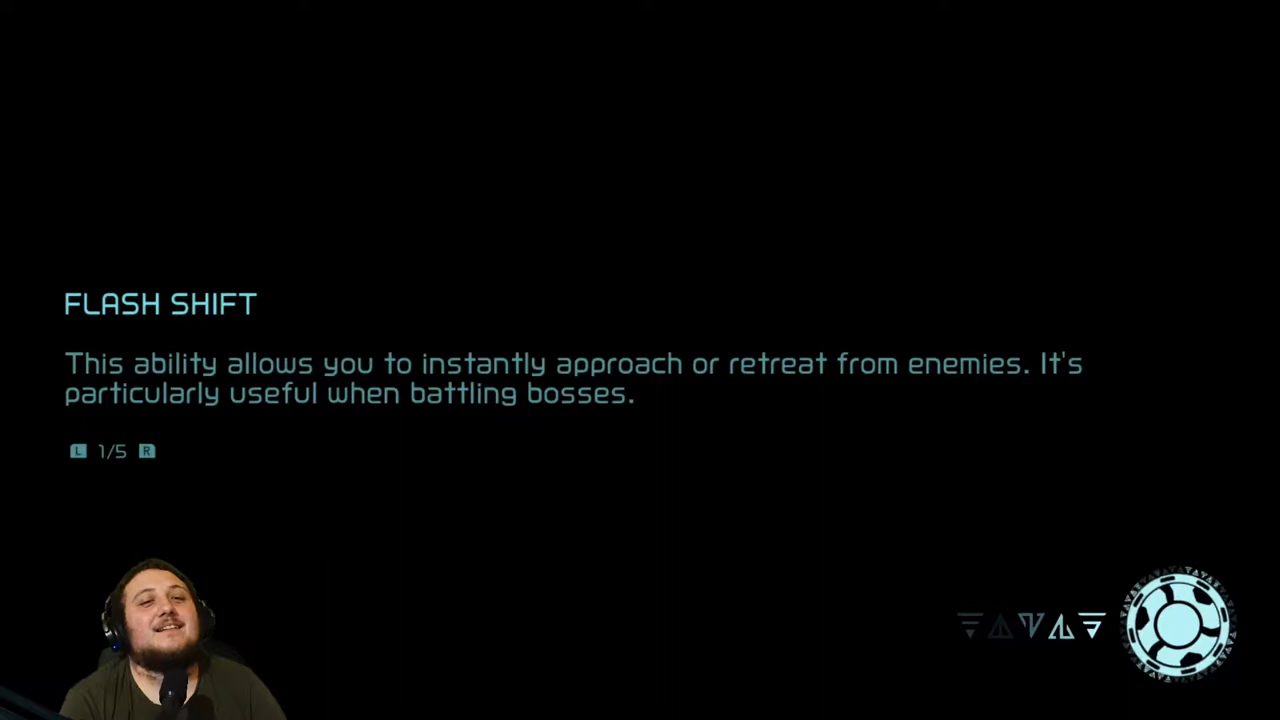 FLASH SHIFT
This ability allows you to instantly approach or retreat from enemies. It's
particularly useful when battling bosses.
L 1/5 R